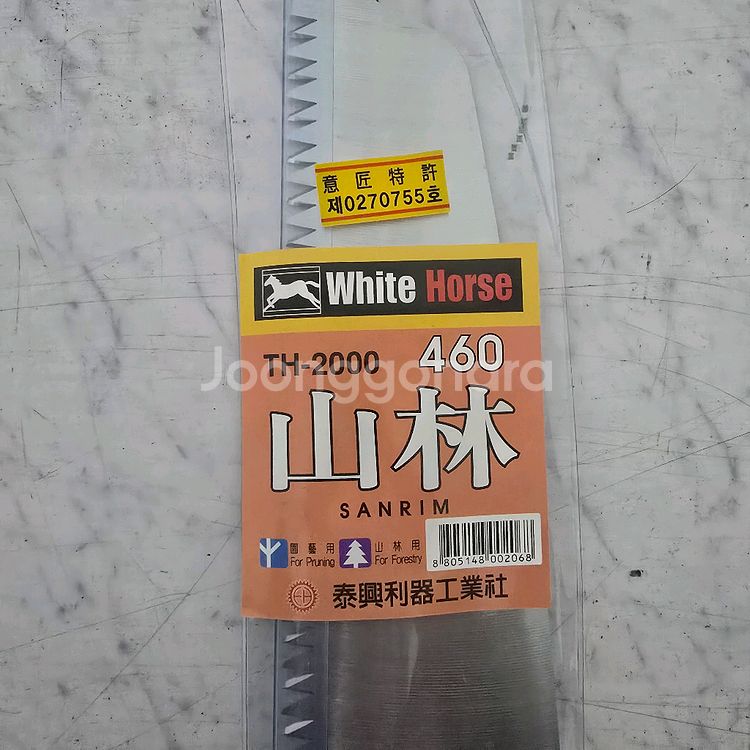 意匠特許
제0270755호
White Horse
TH-2000 460
Joonggonara
山林
SANRIM
園藝用 山林用
For Pruning For Forestry
8 805148 002068
泰興利器工業社